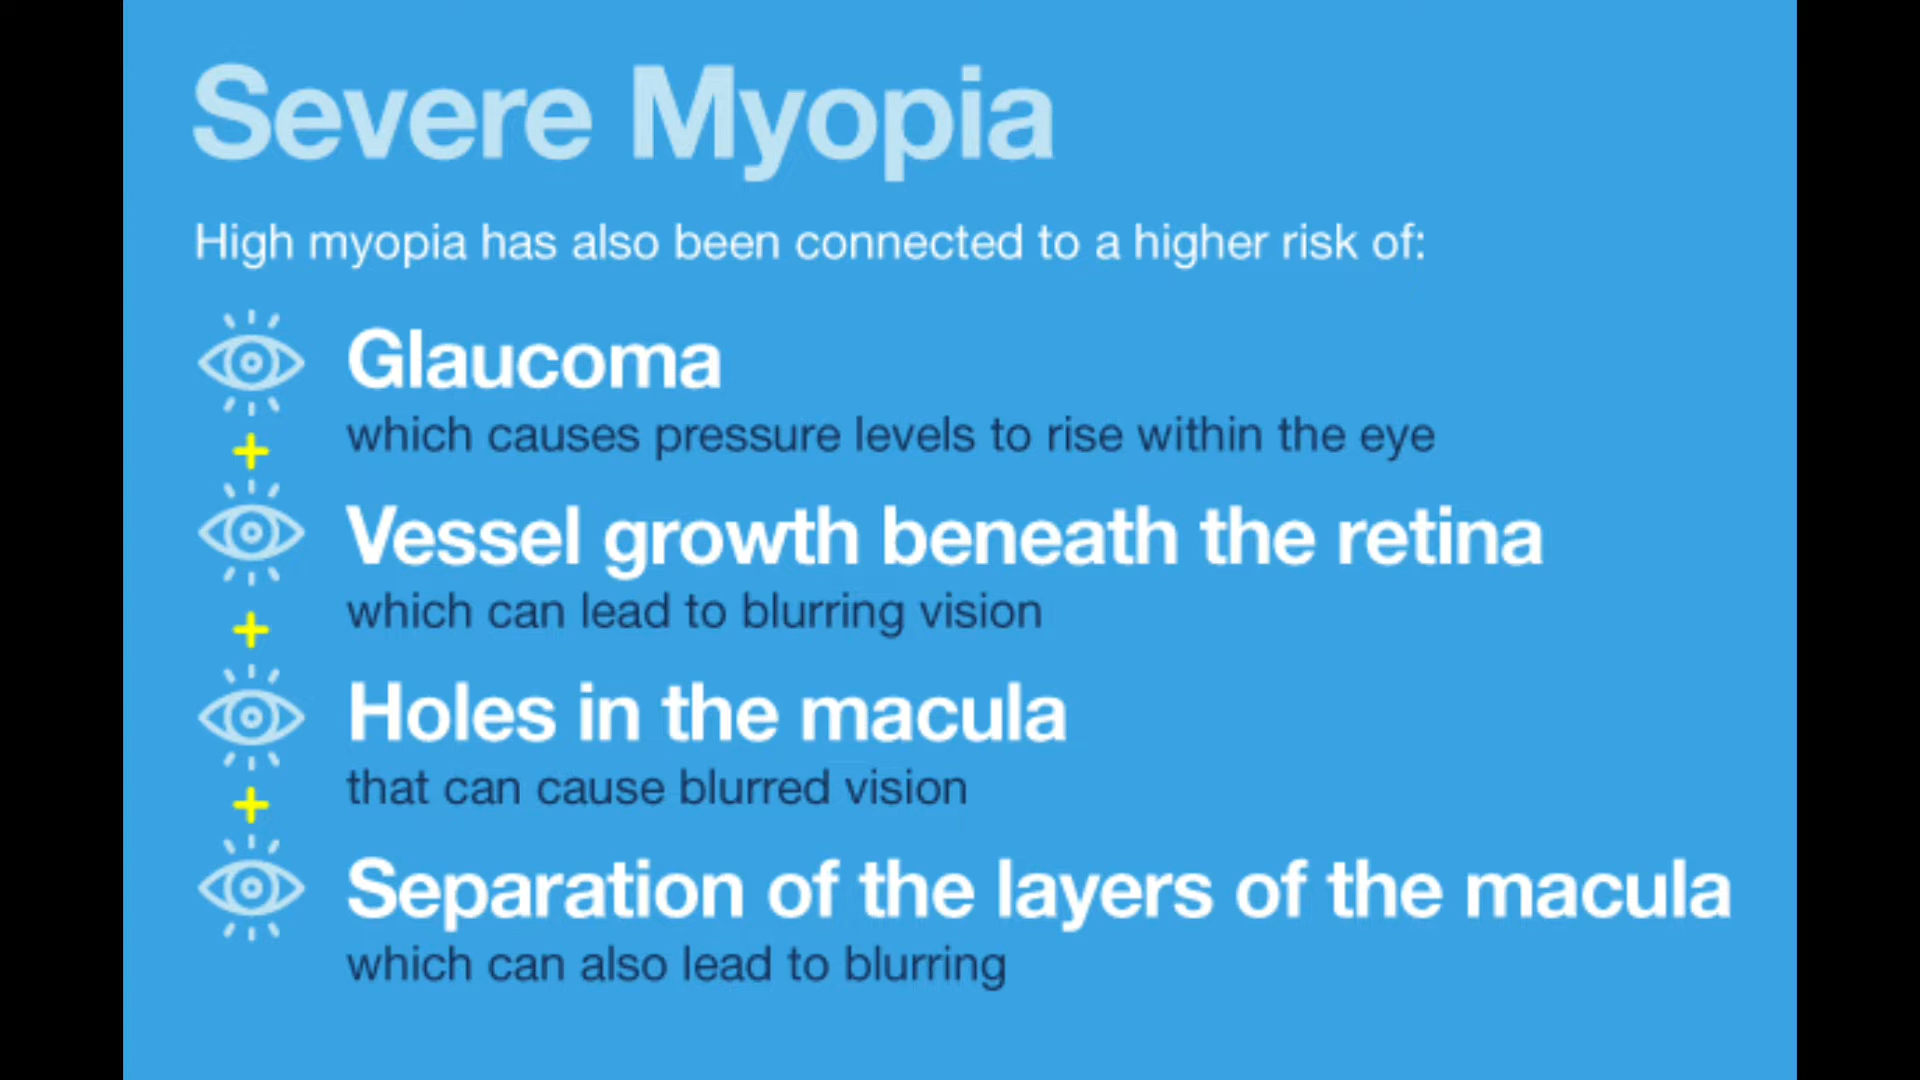 Severe Myopia
High myopia has also been connected to a higher risk of:
Glaucoma
which causes pressure levels to rise within the eye
Vessel growth beneath the retina
which can lead to blurring vision
Holes in the macula
that can cause blurred vision
Separation of the layers of the macula
which can also lead to blurring